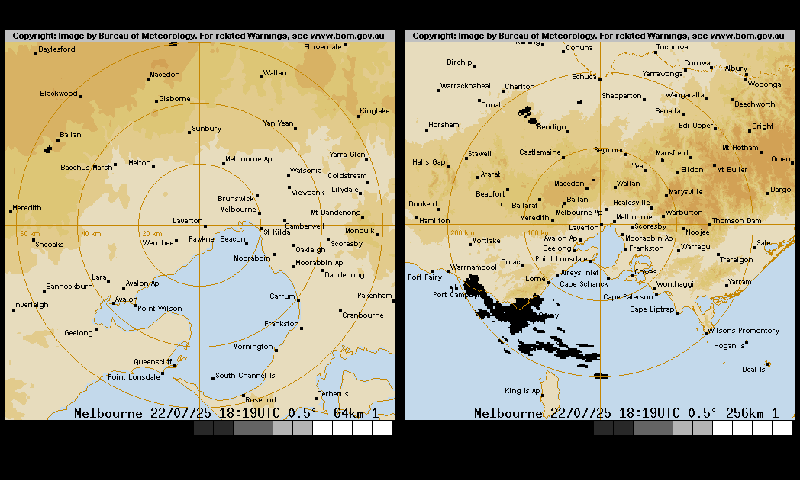 Copyright: Image by Bureau of Meteorology. For related Warnings, see www.bom.gov.au
Daylesford
Macedon
Wallan
Blackwood
Gisborne
Kinglake
Sunbury
Yan Yean
Ballan
Melbourne Ap
Yarra Glen
Bacchus Marsh
Melton
Watsonia
Coldstream
Viewbank
Lilydale
Brunswick
Melbourne
Meredith
Mt Dandenong
Laverton
Camberwell
St Kilda
Monbulk
60 km
40 km
20 km
Werribee
Fawkner Beacon
Scoresby
Sheoaks
Oakleigh
Moorabbin
Moorabbin Ap
Dandenong
Lara
Avalon Ap
Bannockburn
Avalon
Cranbourne
Inverleigh
Point Wilson
Pakenham
Geelong
Frankston
Mornington
Queenscliff
Point Lonsdale
South Channel Is
Rosebud
Melbourne 22/07/25 18:19UTC 0.5° 64km 1
Copyright: Image by Bureau of Meteorology. For related Warnings, see www.bom.gov.au
Corowa
Birchip
Echuca
Yarrawonga
Albury
Warracknabeal
Charlton
Wodonga
Shepparton
Wangaratta
Donald
Beechworth
Benalla
Horsham
Bendigo
Edi Upper
Bright
Stawell
Castlemaine
Seymour
Mansfield
Mt Hotham
Halls Gap
Yea
Omeo
Ararat
Eildon
Mt Buller
Macedon
Wallan
Beaufort
Marysville
Dargo
Ballan
Healesville
Ballarat
Melbourne Ap
Warburton
Hamilton
Meredith
Melbourne
Thomson Dam
Laverton
Scoresby
Noojee
200 km
100 km
Mortlake
Avalon Ap
Moorabbin Ap
Sale
Geelong
Frankston
Warragul
Point Lonsdale
Traralgon
Port Fairy
Warrnambool
Aireys Inlet
Lorne
Wonthaggi
Yarram
Cape Schanck
Cape Paterson
Cape Liptrap
Wilsons Promontory
Hogan Is
Deal Is
King Is Ap
Melbourne 22/07/25 18:19UTC 0.5° 256km 1